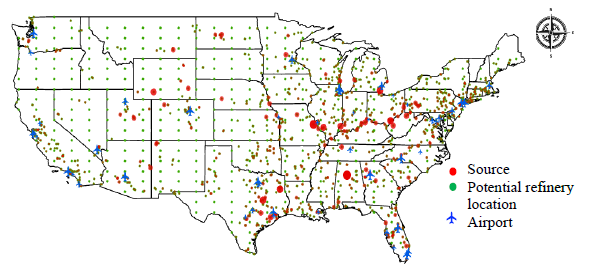 Source
Potential refinery
location
Airport